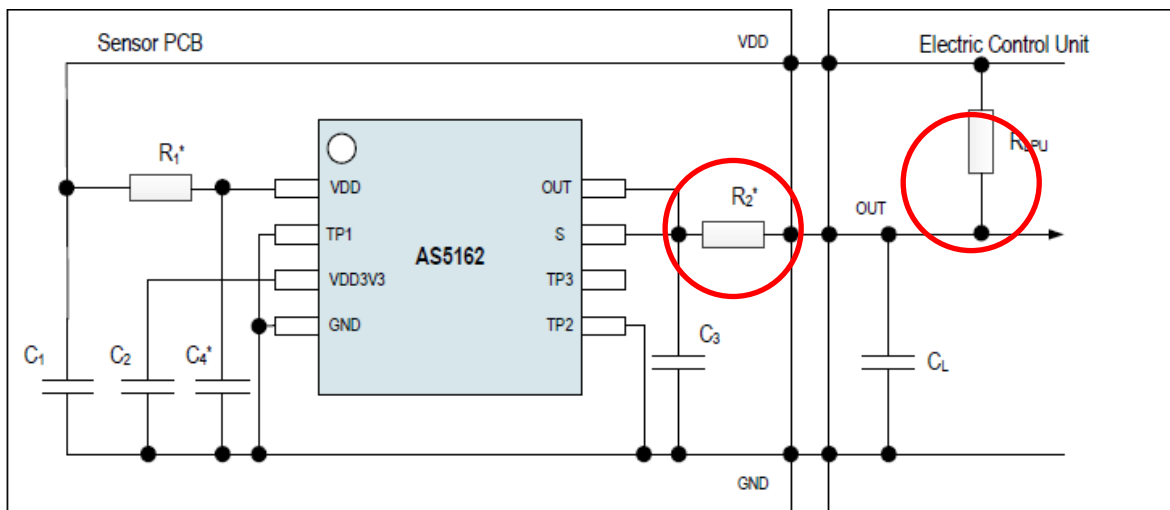 Sensor PCB
VDD
Electric Control Unit
R1*
VDD
OUT
R2*
OUT
TP1
S
AS5162
VDD3V3
TP3
GND
TP2
C1
C2
C4*
C3
CL
GND